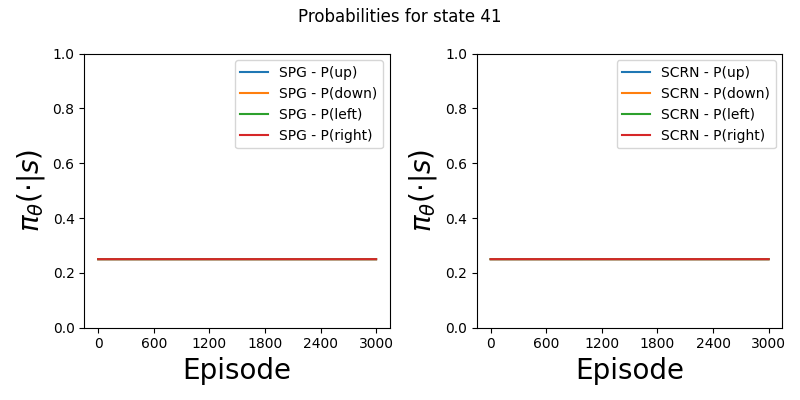 Probabilities for state 41
π_θ(·|s)
1.0
0.8
0.6
0.4
0.2
0.0
SPG - P(up)
SPG - P(down)
SPG - P(left)
SPG - P(right)
0 600 1200 1800 2400 3000
Episode
π_θ(·|s)
1.0
0.8
0.6
0.4
0.2
0.0
SCRN - P(up)
SCRN - P(down)
SCRN - P(left)
SCRN - P(right)
0 600 1200 1800 2400 3000
Episode